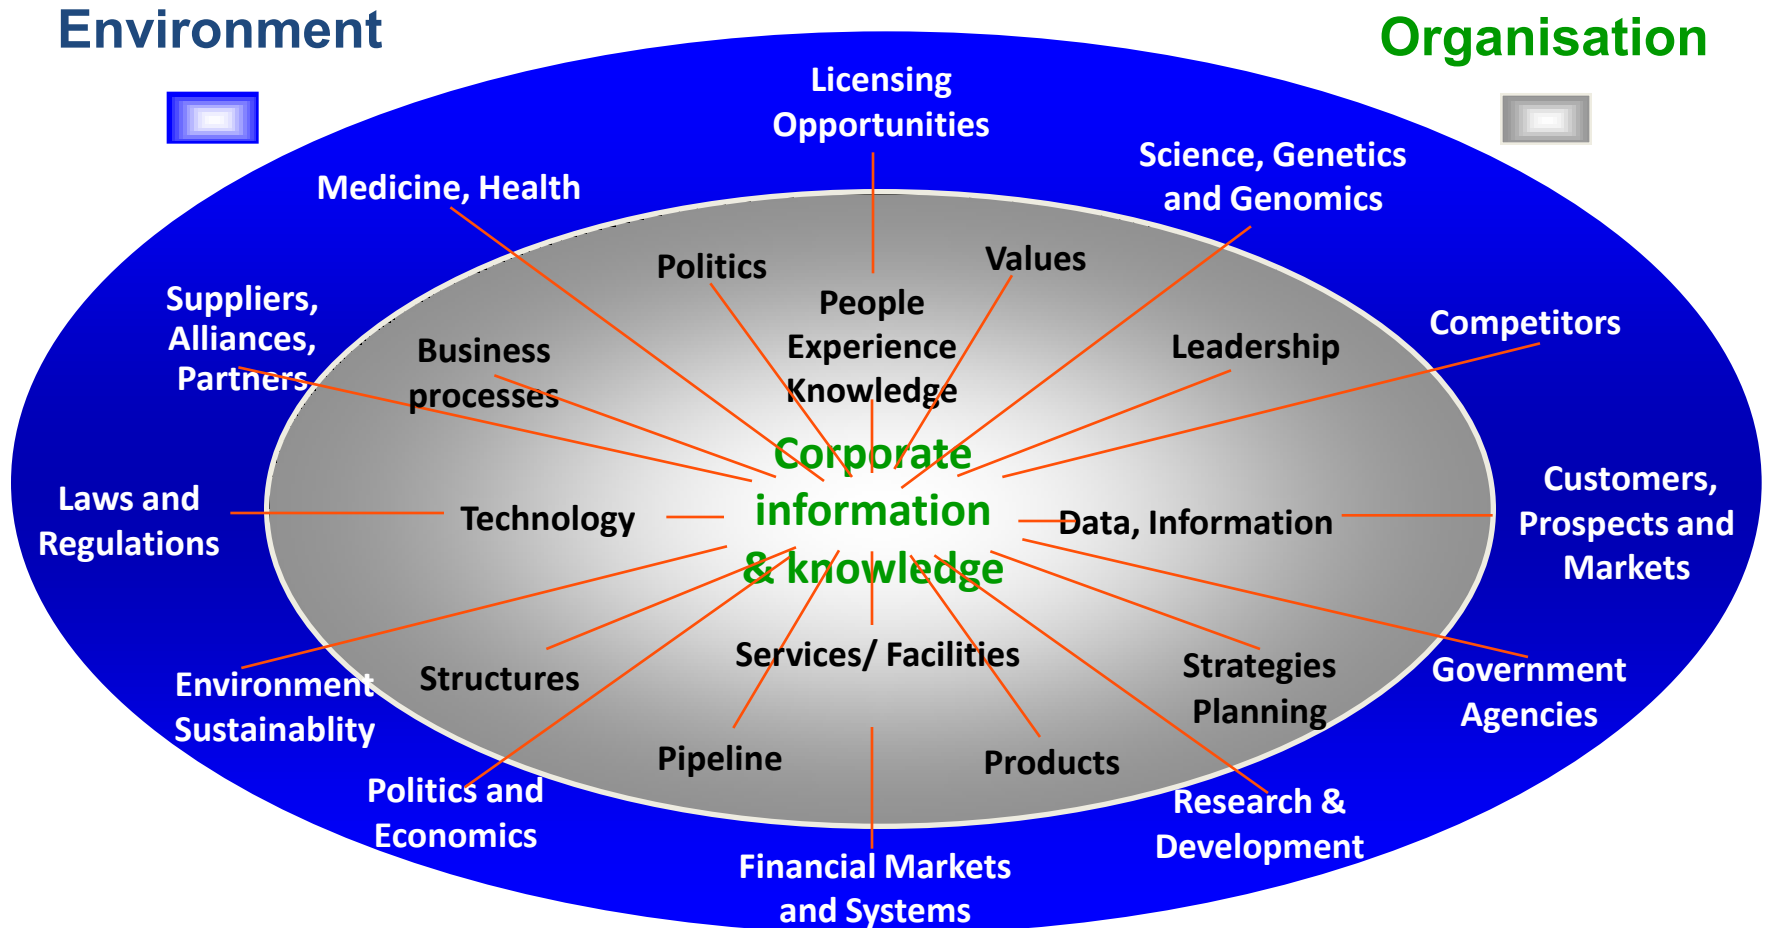 Environment
Organisation
Licensing
Opportunities
Science, Genetics
and Genomics
Medicine, Health
Politics
Values
Suppliers,
Alliances,
Partners
People
Experience
Knowledge
Competitors
Business
processes
Leadership
Corporate
information
& knowledge
Laws and
Regulations
Technology
Data, Information
Customers,
Prospects and
Markets
Services/ Facilities
Environment
Sustainablity
Structures
Strategies
Planning
Government
Agencies
Pipeline
Products
Politics and
Economics
Research &
Development
Financial Markets
and Systems